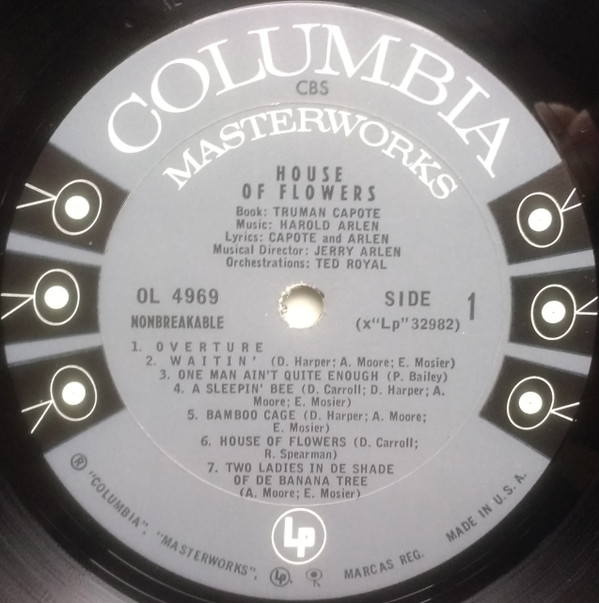 COLUMBIA
CBS
MASTERWORKS
HOUSE
OF FLOWERS
Book: TRUMAN CAPOTE
Music: HAROLD ARLEN
Lyrics: CAPOTE and ARLEN
Musical Director: JERRY ARLEN
Orchestrations: TED ROYAL
OL 4969
NONBREAKABLE
SIDE 1
(x"Lp" 32982)
1. OVERTURE
2. WAITIN' (D. Harper; A. Moore; E. Mosier)
3. ONE MAN AIN'T QUITE ENOUGH (P. Bailey)
4. A SLEEPIN' BEE (D. Carroll; D. Harper; A.
Moore; E. Mosier)
5. BAMBOO CAGE (D. Harper; A. Moore;
E. Mosier)
6. HOUSE OF FLOWERS (D. Carroll;
R. Spearman)
7. TWO LADIES IN DE SHADE
OF DE BANANA TREE
(A. Moore; E. Mosier)
Lp
® "COLUMBIA", "MASTERWORKS", Lp, MARCAS REG. MADE IN U.S.A.